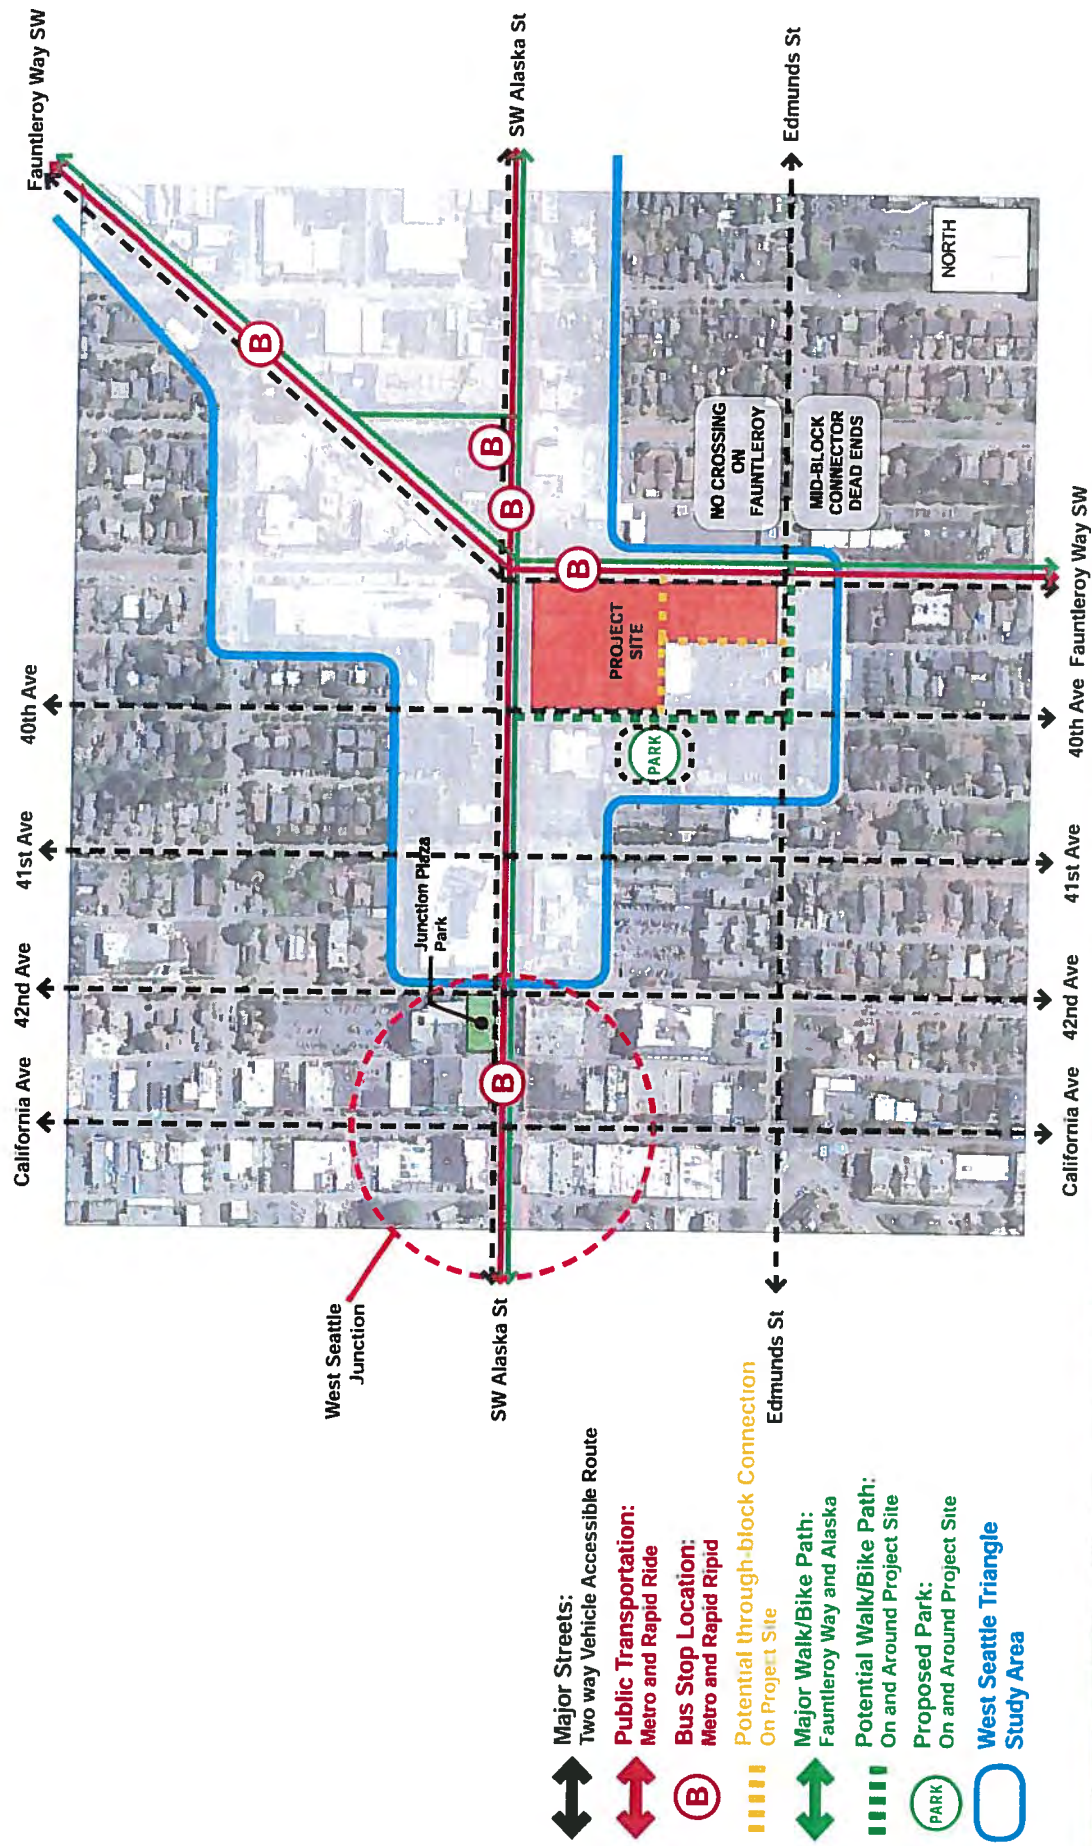 Fauntleroy Way SW
SW Alaska St
Edmunds St
40th Ave
41st Ave
42nd Ave
California Ave
B
B
B
B
B
NORTH
NO CROSSING
ON
FAUNTLEROY
MID-BLOCK
CONNECTOR
DEAD ENDS
PROJECT
SITE
PARK
Junction Plaza
Park
Fauntleroy Way SW
40th Ave
41st Ave
42nd Ave
California Ave
West Seattle
Junction
SW Alaska St
Edmunds St
Major Streets:
Two way Vehicle Accessible Route
Public Transportation:
Metro and Rapid Ride
B
Bus Stop Location:
Metro and Rapid Ripid
Potential through-block Connection
On Project Site
Major Walk/Bike Path:
Fauntleroy Way and Alaska
Potential Walk/Bike Path:
On and Around Project Site
PARK
Proposed Park:
On and Around Project Site
West Seattle Triangle
Study Area